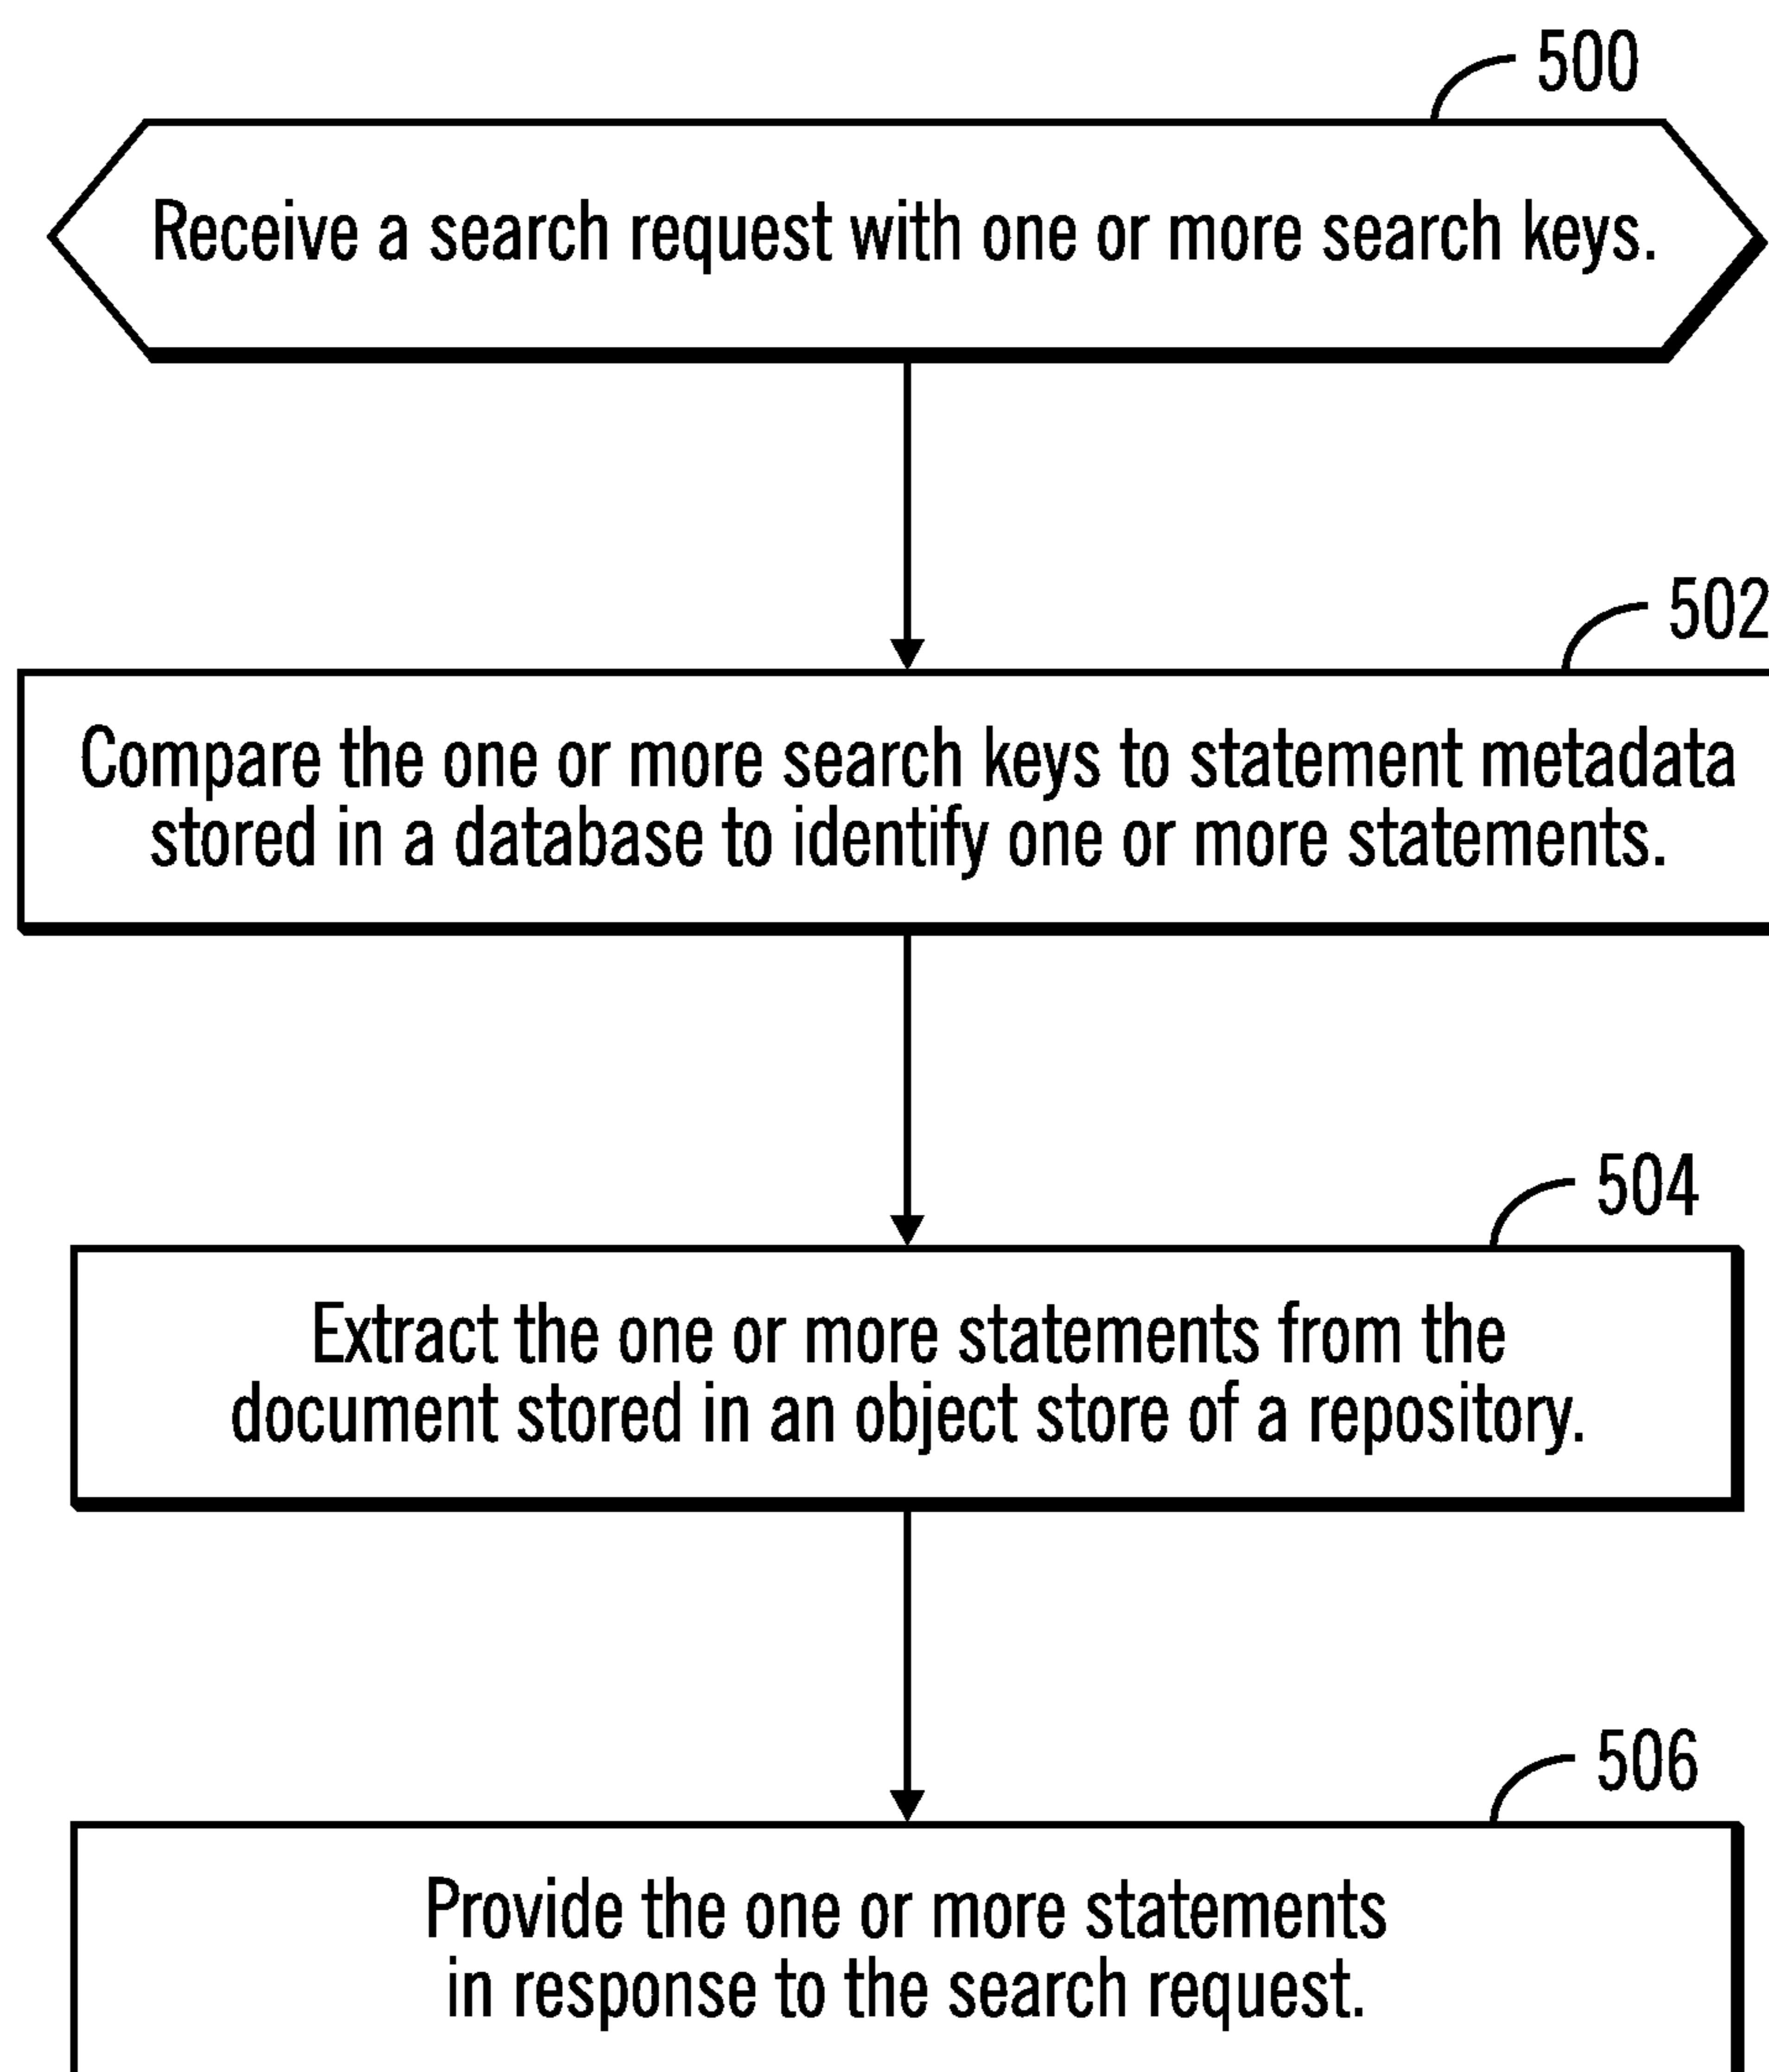 500
Receive a search request with one or more search keys.
502
Compare the one or more search keys to statement metadata
stored in a database to identify one or more statements.
504
Extract the one or more statements from the
document stored in an object store of a repository.
506
Provide the one or more statements
in response to the search request.